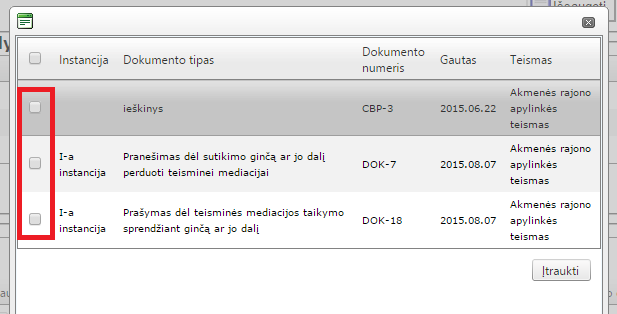 Išsaugoti
Instancija Dokumento tipas Dokumento numeris Gautas Teismas
ieškinys CBP-3 2015.06.22 Akmenės rajono apylinkės teismas
I-a instancija Pranešimas dėl sutikimo ginčą ar jo dalį perduoti teisminei mediacijai DOK-7 2015.08.07 Akmenės rajono apylinkės teismas
I-a instancija Prašymas dėl teisminės mediacijos taikymo sprendžiant ginčą ar jo dalį DOK-18 2015.08.07 Akmenės rajono apylinkės teismas
Įtraukti